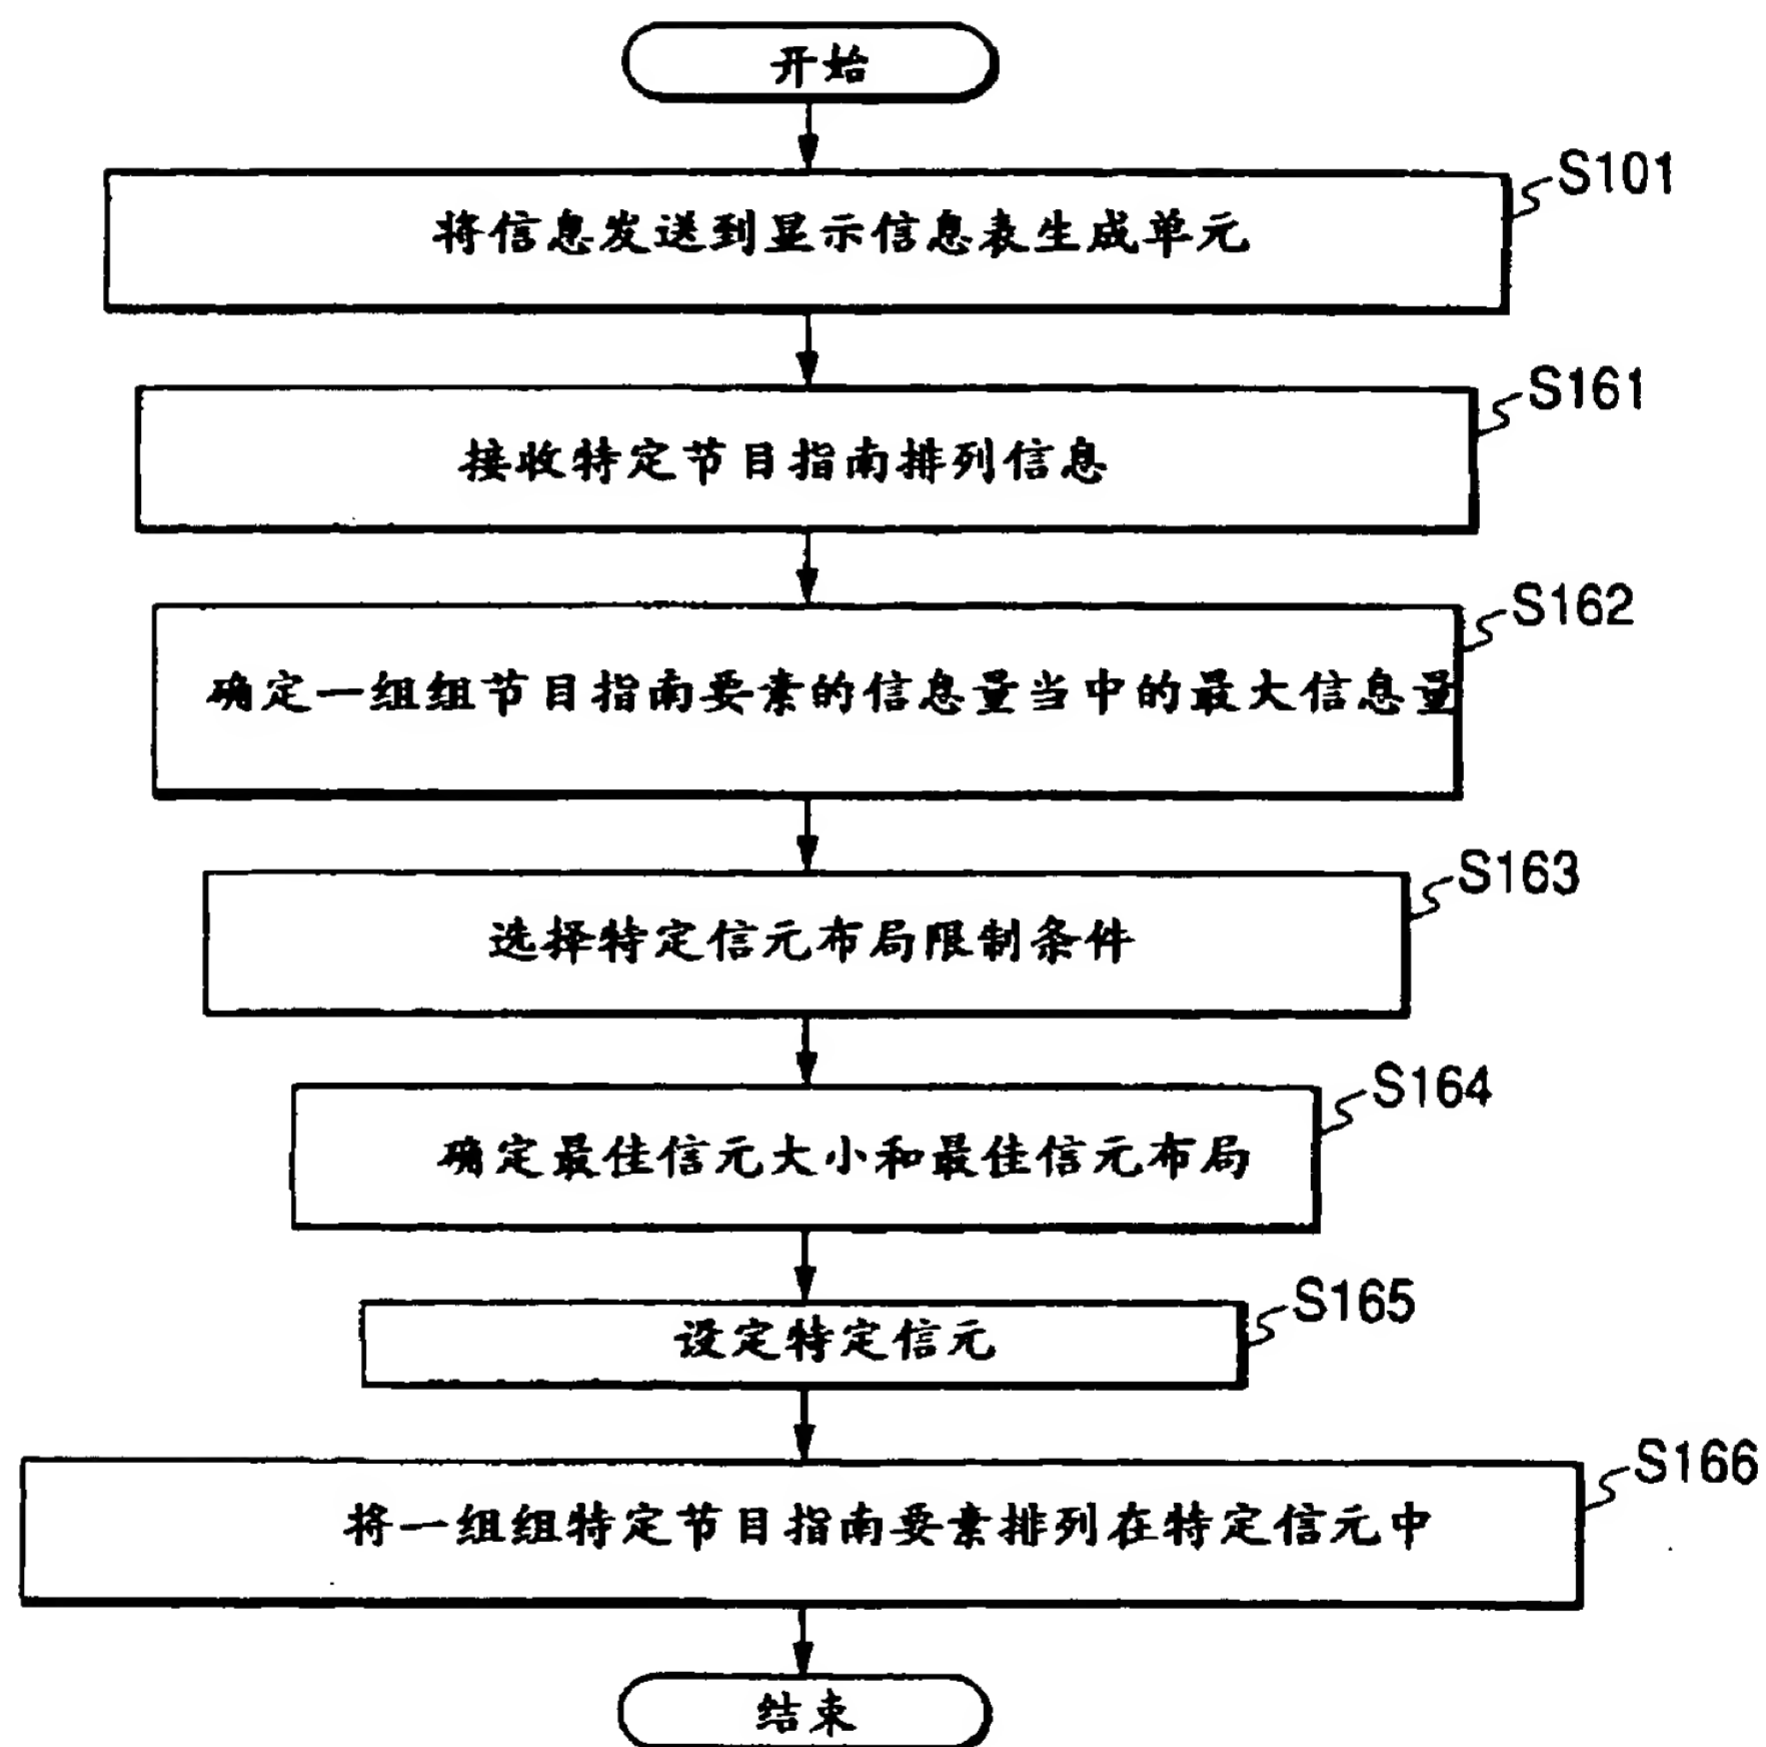 开始
S101
将信息发送到显示信息表生成单元
S161
接收特定节目指南排列信息
S162
确定一组组节目指南要素的信息量当中的最大信息量
S163
选择特定信元布局限制条件
S164
确定最佳信元大小和最佳信元布局
S165
设定特定信元
S166
将一组组特定节目指南要素排列在特定信元中
结束